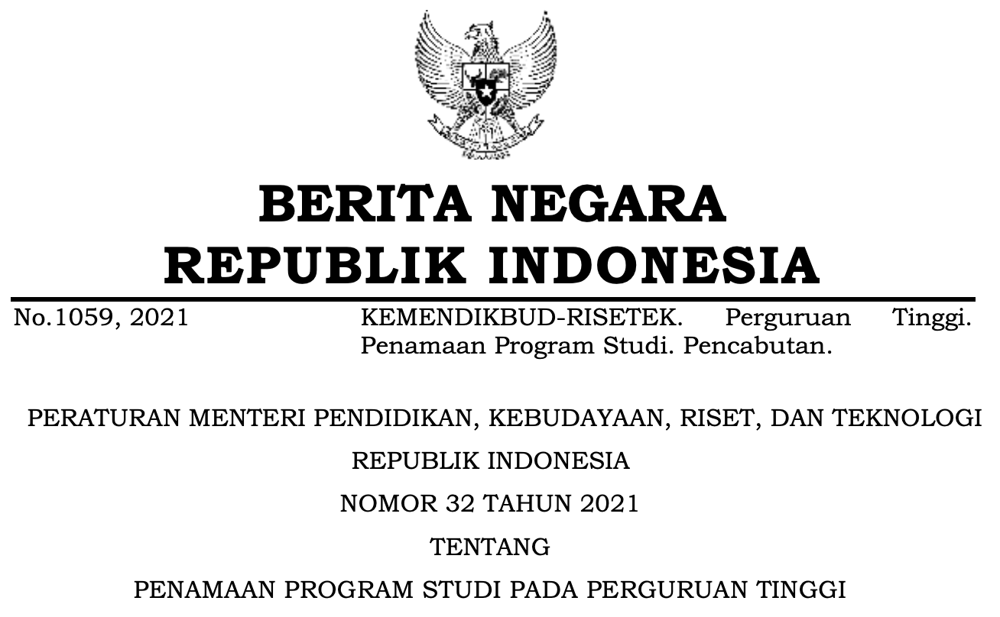 BERITA NEGARA
REPUBLIK INDONESIA
No.1059, 2021
KEMENDIKBUD-RISETEK. Perguruan Tinggi.
Penamaan Program Studi. Pencabutan.
PERATURAN MENTERI PENDIDIKAN, KEBUDAYAAN, RISET, DAN TEKNOLOGI
REPUBLIK INDONESIA
NOMOR 32 TAHUN 2021
TENTANG
PENAMAAN PROGRAM STUDI PADA PERGURUAN TINGGI